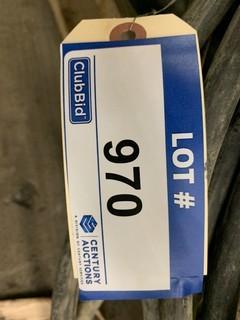 LOT #
970
ClubBid
CENTURY
AUCTIONS